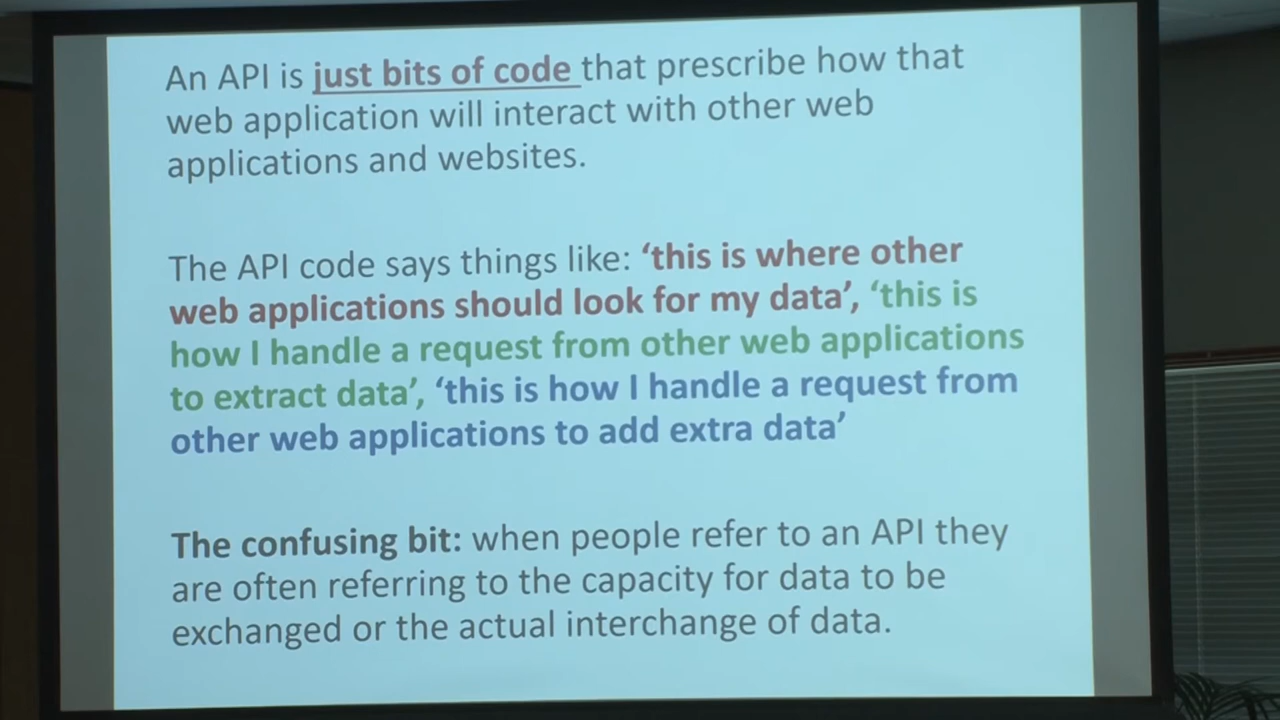 An API is just bits of code that prescribe how that
web application will interact with other web
applications and websites.
The API code says things like: ‘this is where other
web applications should look for my data’, ‘this is
how I handle a request from other web applications
to extract data’, ‘this is how I handle a request from
other web applications to add extra data’
The confusing bit: when people refer to an API they
are often referring to the capacity for data to be
exchanged or the actual interchange of data.